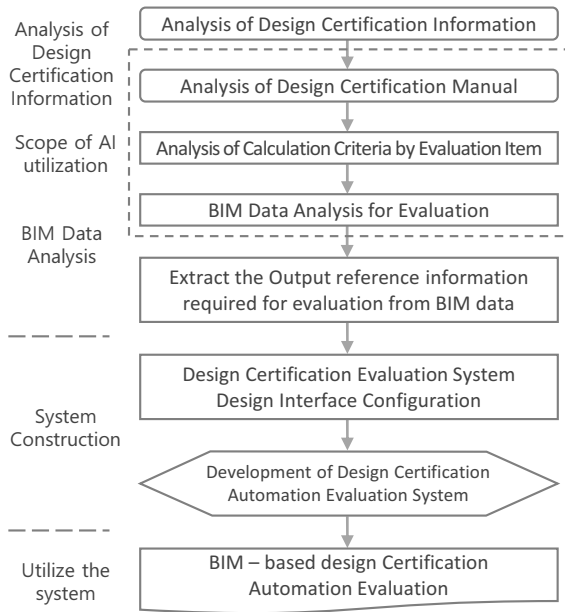 Analysis of
Design
Certification
Information
Analysis of Design Certification Information
Analysis of Design Certification Manual
Scope of AI
utilization
Analysis of Calculation Criteria by Evaluation Item
BIM Data Analysis for Evaluation
BIM Data
Analysis
Extract the Output reference information
required for evaluation from BIM data
System
Construction
Design Certification Evaluation System
Design Interface Configuration
Development of Design Certification
Automation Evaluation System
Utilize the
system
BIM – based design Certification
Automation Evaluation